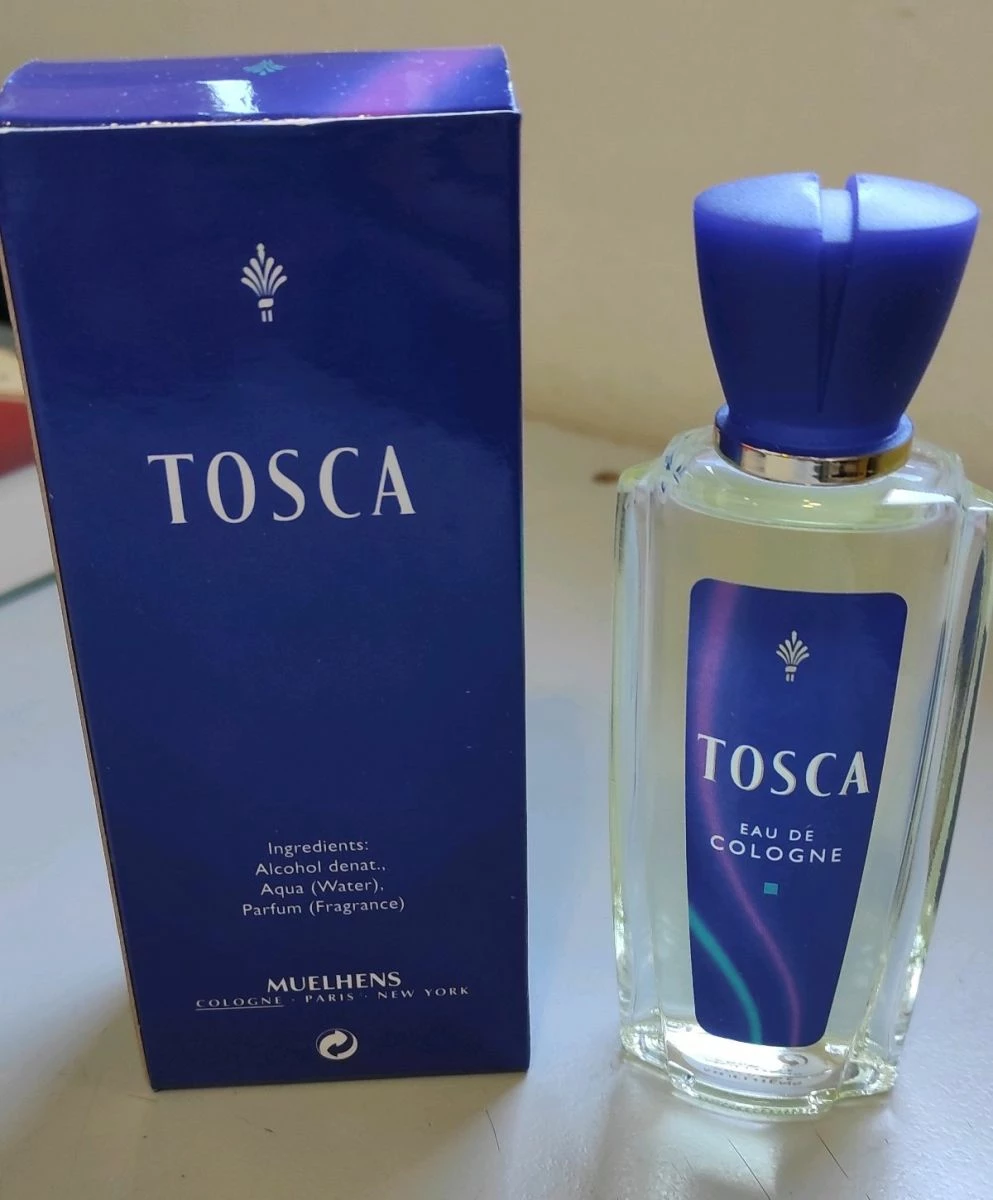 TOSCA
Ingredients:
Alcohol denat.,
Aqua (Water),
Parfum (Fragrance)
MUELHENS
COLOGNE · PARIS · NEW YORK
TOSCA
EAU DE
COLOGNE